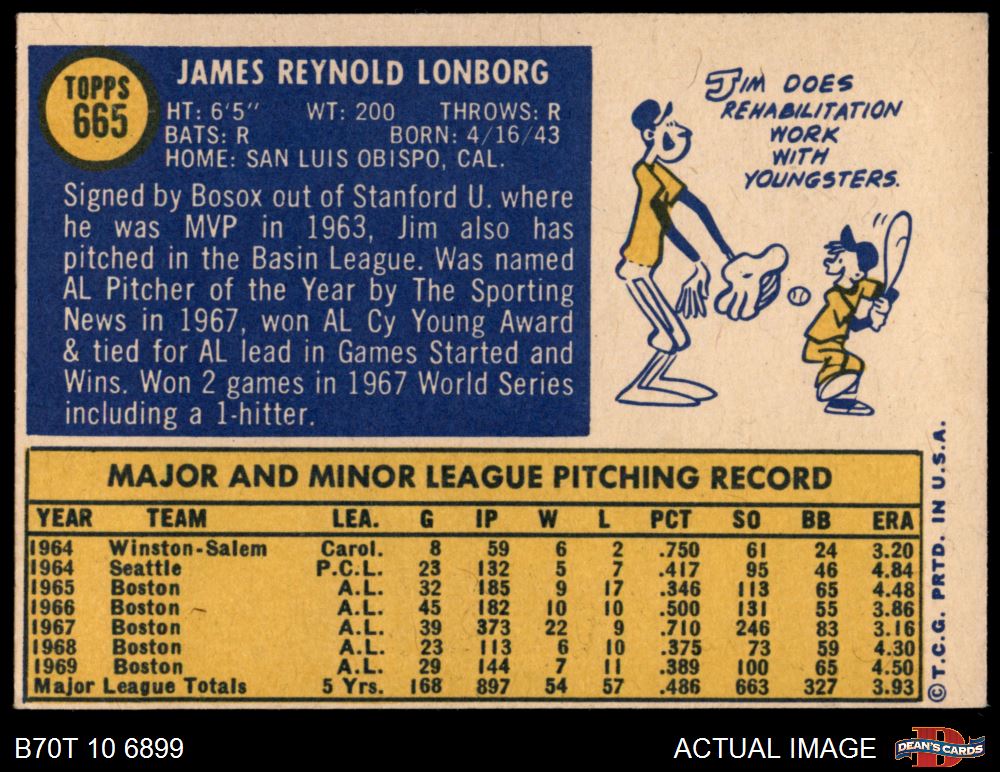 TOPPS
665
JAMES REYNOLD LONBORG
HT: 6'5" WT: 200 THROWS: R
BATS: R BORN: 4/16/43
HOME: SAN LUIS OBISPO, CAL.
Signed by Bosox out of Stanford U. where
he was MVP in 1963, Jim also has
pitched in the Basin League. Was named
AL Pitcher of the Year by The Sporting
News in 1967, won AL Cy Young Award
& tied for AL lead in Games Started and
Wins. Won 2 games in 1967 World Series
including a 1-hitter.
JIM DOES
REHABILITATION
WORK
WITH
YOUNGSTERS.
MAJOR AND MINOR LEAGUE PITCHING RECORD
YEAR TEAM LEA. G IP W L PCT SO BB ERA
1964 Winston-Salem Carol. 8 59 6 2 .750 61 24 3.20
1964 Seattle P.C.L. 23 132 5 7 .417 95 46 4.84
1965 Boston A.L. 32 185 9 17 .346 113 65 4.48
1966 Boston A.L. 45 182 10 10 .500 131 55 3.86
1967 Boston A.L. 39 373 22 9 .710 246 83 3.16
1968 Boston A.L. 23 113 6 10 .375 73 59 4.30
1969 Boston A.L. 29 144 7 11 .389 100 65 4.50
Major League Totals 5 Yrs. 168 897 54 57 .486 663 327 3.93
© T.C.G. PRTD. IN U.S.A.
B70T 10 6899
ACTUAL IMAGE
D
DEAN'S CARDS